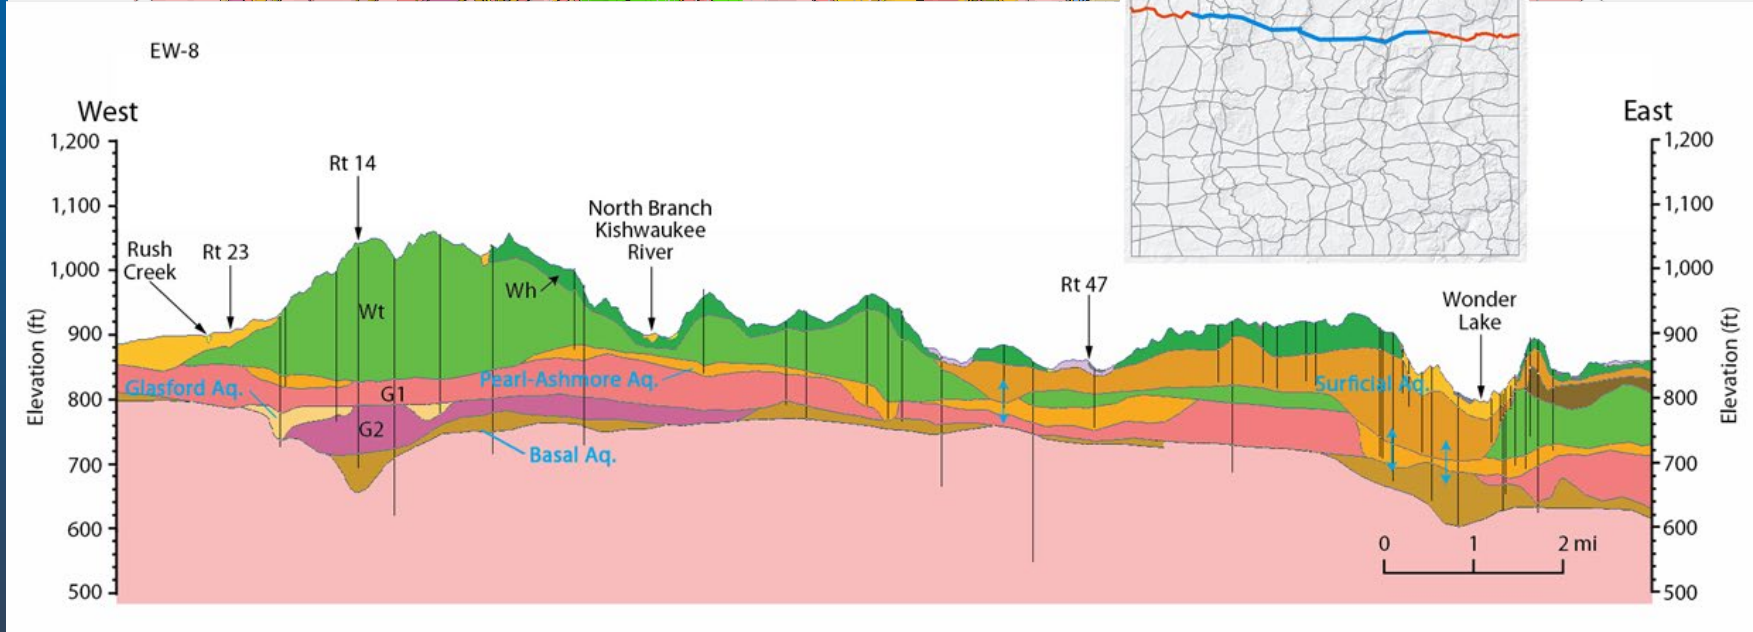 EW-8
West
East
1,200
1,100
1,000
900
800
700
600
500
Elevation (ft)
Rush
Creek
Rt 23
Rt 14
North Branch
Kishwaukee
River
Rt 47
Wonder
Lake
Wt
Wh
G1
G2
Glasford Aq.
Pearl-Ashmore Aq.
Basal Aq.
Surficial Aq.
0 1 2 mi
1,200
1,100
1,000
900
800
700
600
500
Elevation (ft)